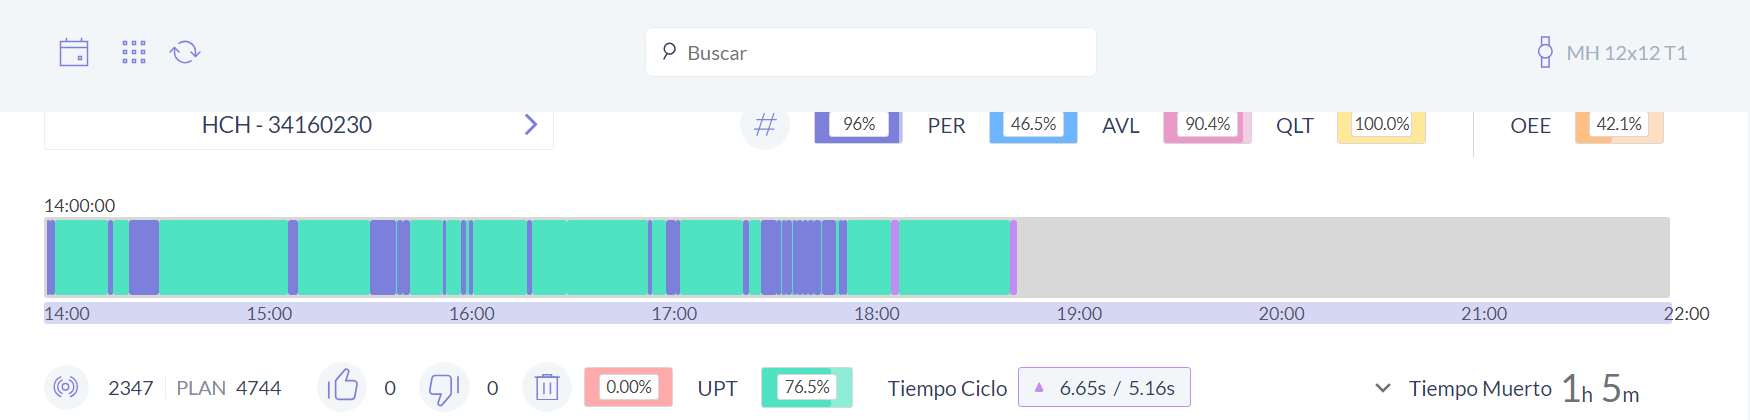 Buscar
MH 12x12 T1
HCH - 34160230
# 96% PER 46.5% AVL 90.4% QLT 100.0% OEE 42.1%
14:00:00
14:00 15:00 16:00 17:00 18:00 19:00 20:00 21:00 22:00
2347 PLAN 4744 0 0 0.00% UPT 76.5% Tiempo Ciclo 6.65s / 5.16s Tiempo Muerto 1h 5m